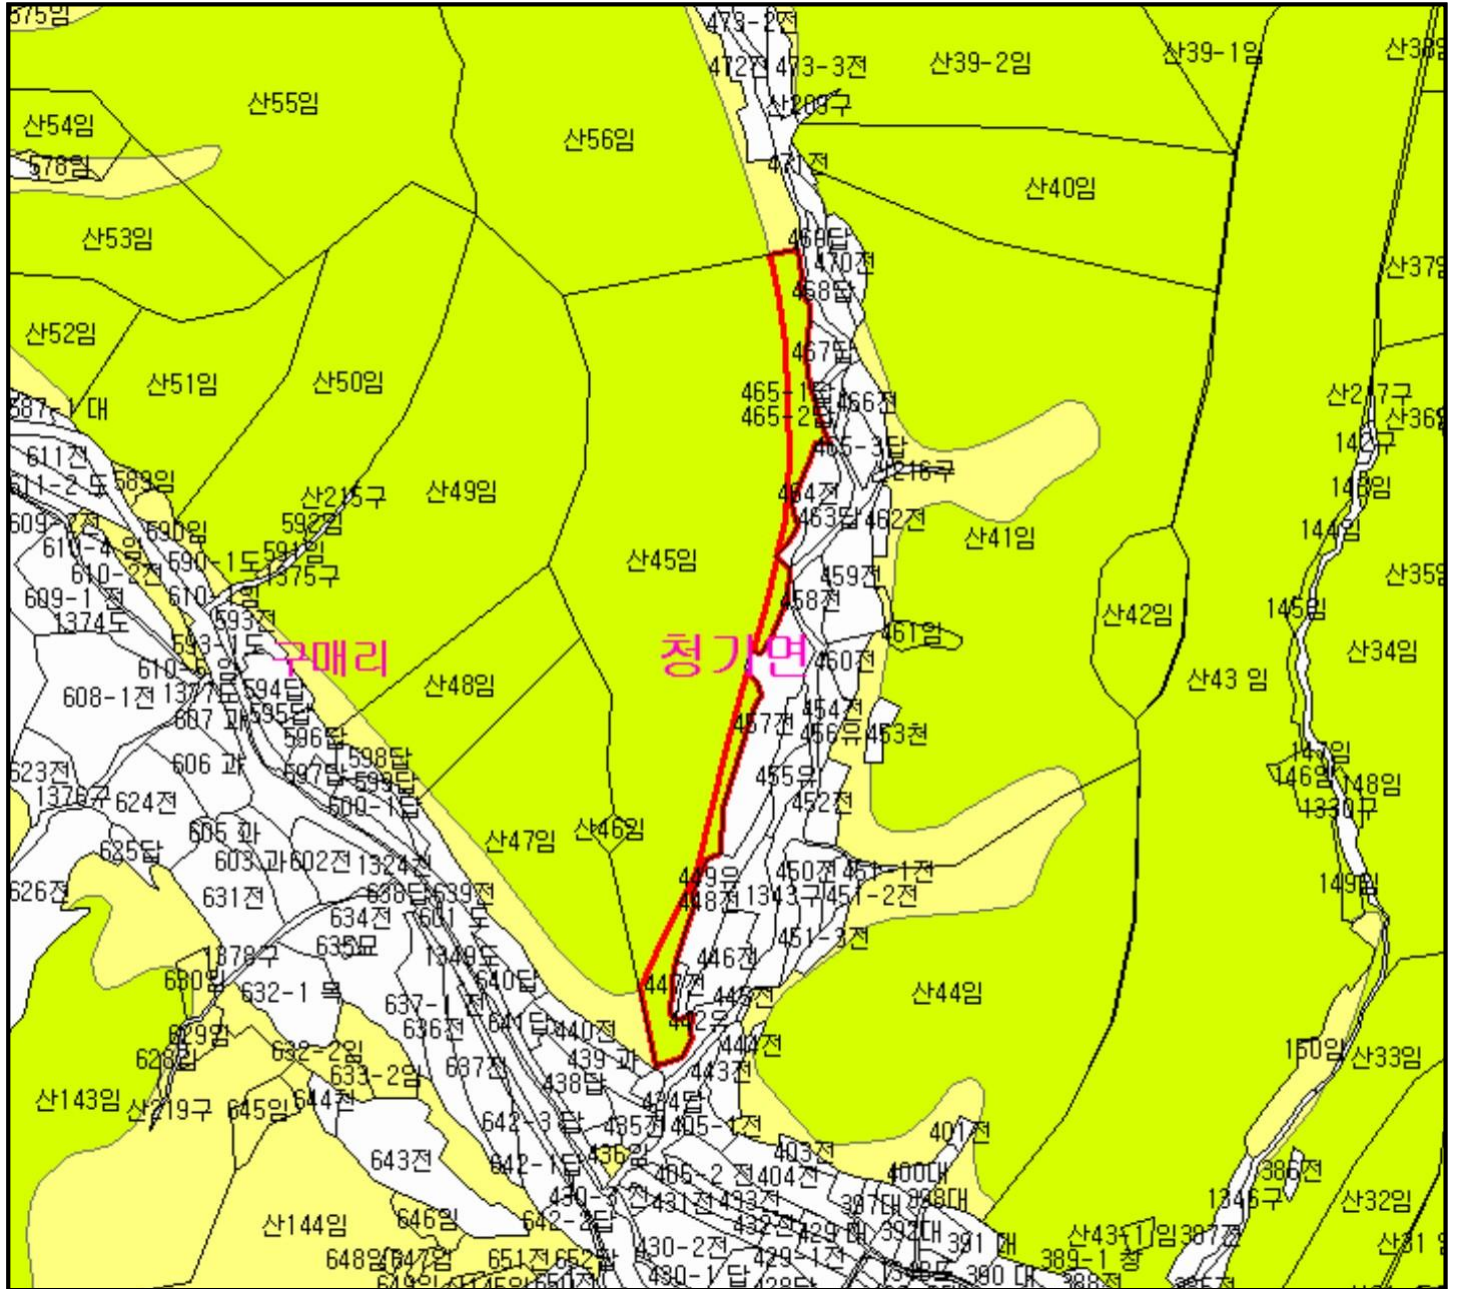 575임
473-2전
472전
473-3전
산39-2임
산39-1임
산55임
산54임
산56임
산209구
578임
471전
산40임
산53임
469답
470전
468답
산52임
산51임
산50임
467답
465-1답
466전
산217구
465-2답
611전
465-3답
산216구
589임
산215구
산49임
464전
463답
462전
609-2전
590임
592임
산41임
144임
610-4 임
590-1도
591임
산45임
610-2전
1375구
459전
609-1 전
610-1임
458전
산42임
145임
1374도
593전
461임
593-1도
구매리
청기면
460전
산34임
610-5 임
594답
산48임
산43 임
608-1전
1377도
595답
454전
607 과
457전
456유
453천
596답
598답
147임
606 과
597답
599답
455유
146임
148임
623전
600-1답
452전
1330구
624전
605 과
산47임
산46임
625답
603 과
602전
1324천
449유
450전
451-1전
149임
626전
631전
638답
639전
448전
1343구
451-2전
634전
601 도
451-3전
635묘
1378구
1349도
446전
630임
640답
447전
632-1 목
637-1 전
445전
산44임
641답
440전
442유
636전
629임
444전
628임
632-2임
439 과
150임
산33임
637전
443전
633-2임
438답
산143임
산219구
645임
644전
434답
642-3 답
435전
405-1전
401전
643전
436임
403전
642-1답
405-2 전
404전
400대
386전
430-3 전
431전
433전
397대
398대
1346구
산32임
산144임
646임
642-2답
432전
429 대
392대
산43-1임
387전
391 대
648임
647임
651전
652답
430-2전
429-1전
389-1 창
430-1 답
390 대
388전